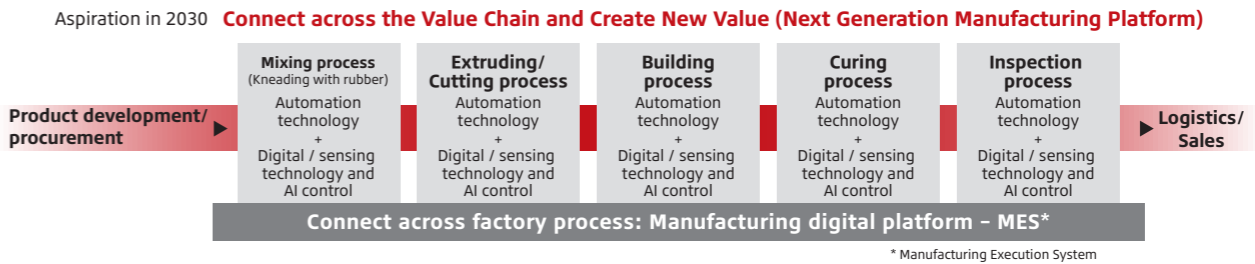 Aspiration in 2030 Connect across the Value Chain and Create New Value (Next Generation Manufacturing Platform)
Product development/
procurement
Mixing process
(Kneading with rubber)
Automation
technology
+
Digital / sensing
technology and
AI control
Extruding/
Cutting process
Automation
technology
+
Digital / sensing
technology and
AI control
Building
process
Automation
technology
+
Digital / sensing
technology and
AI control
Curing
process
Automation
technology
+
Digital / sensing
technology and
AI control
Inspection
process
Automation
technology
+
Digital / sensing
technology and
AI control
Logistics/
Sales
Connect across factory process: Manufacturing digital platform – MES*
* Manufacturing Execution System